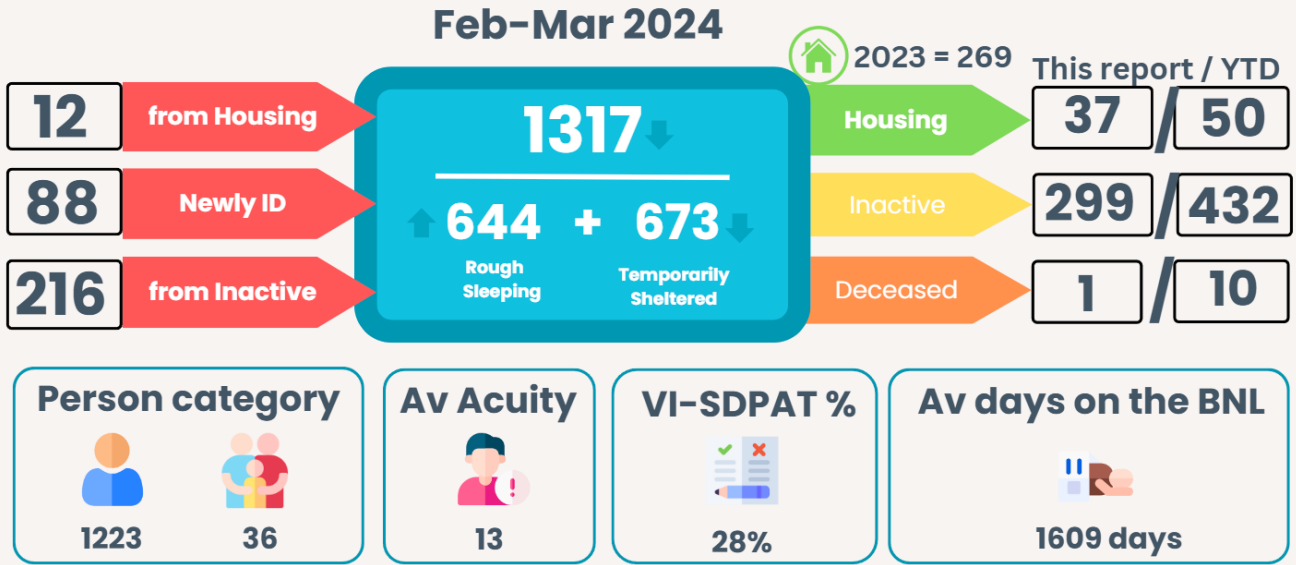 Feb-Mar 2024
2023 = 269
This report / YTD
12
from Housing
88
Newly ID
216
from Inactive
1317
644 + 673
Rough
Sleeping
Temporarily
Sheltered
Housing
37 / 50
Inactive
299 / 432
Deceased
1 / 10
Person category
1223
36
Av Acuity
!
13
VI-SDPAT %
28%
Av days on the BNL
1609 days